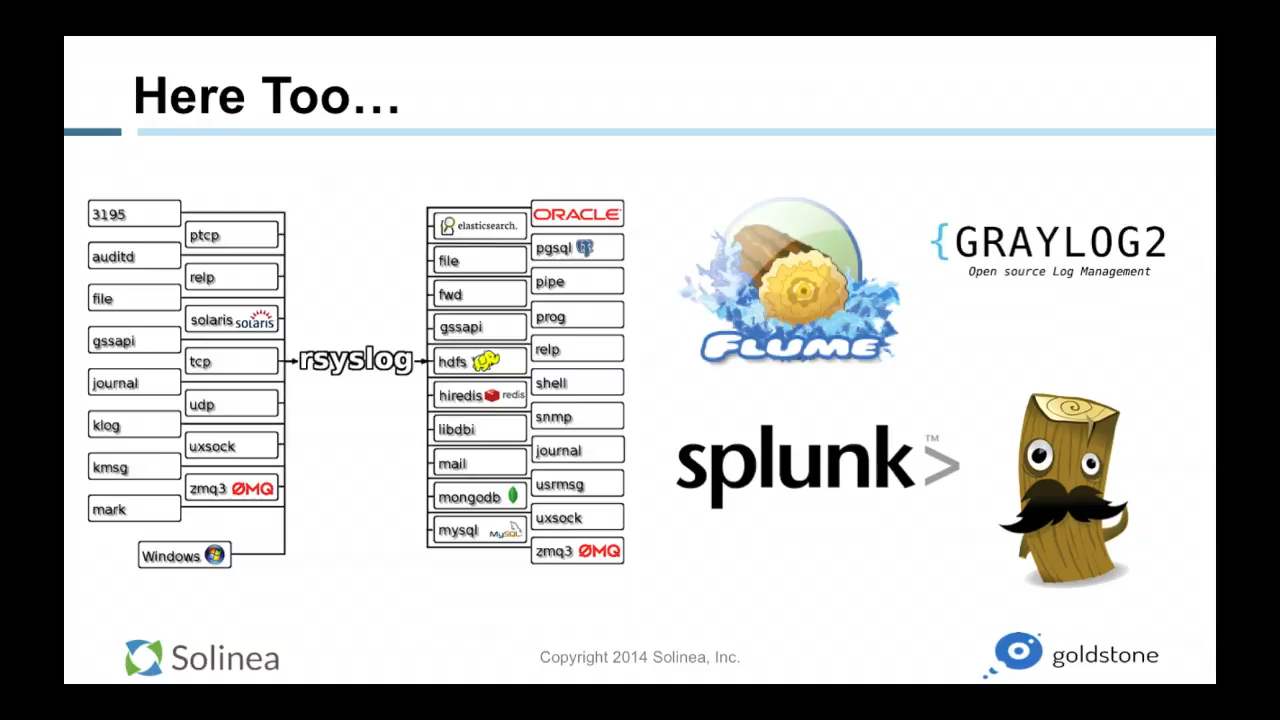 Here Too…
3195
ptcp
auditd
relp
file
solaris solaris
gssapi
tcp
journal
udp
klog
uxsock
kmsg
zmq3 ØMQ
mark
Windows
rsyslog
elasticsearch.
ORACLE
file
pgsql
fwd
pipe
gssapi
prog
hdfs
relp
hiredis redis
shell
libdbi
snmp
mail
journal
mongodb
usrmsg
mysql MySQL
uxsock
zmq3 ØMQ
FLUME
{GRAYLOG2
Open source Log Management
splunk>™
Solinea
Copyright 2014 Solinea, Inc.
goldstone